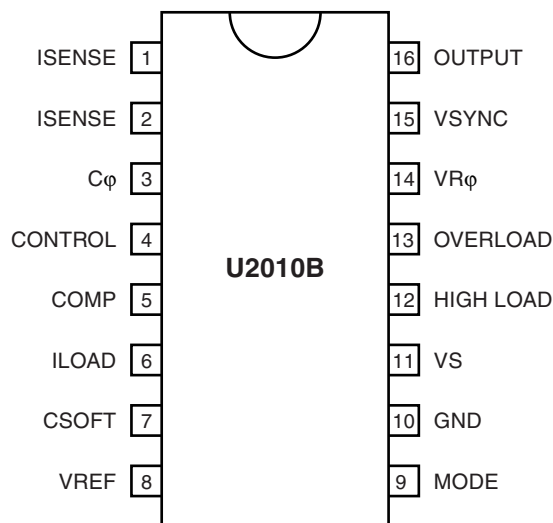 ISENSE 1 16 OUTPUT
ISENSE 2 15 VSYNC
Cφ 3 14 VRφ
CONTROL 4 13 OVERLOAD
U2010B
COMP 5 12 HIGH LOAD
ILOAD 6 11 VS
CSOFT 7 10 GND
VREF 8 9 MODE